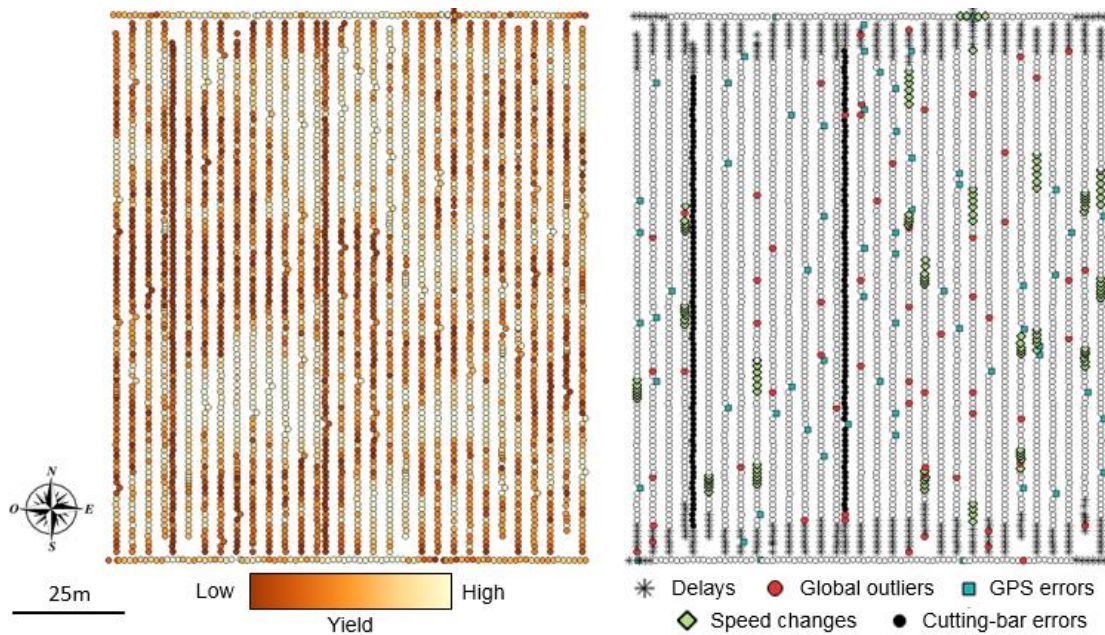 N
O E
S
25m
Low High
Yield
Delays Global outliers GPS errors
Speed changes Cutting-bar errors